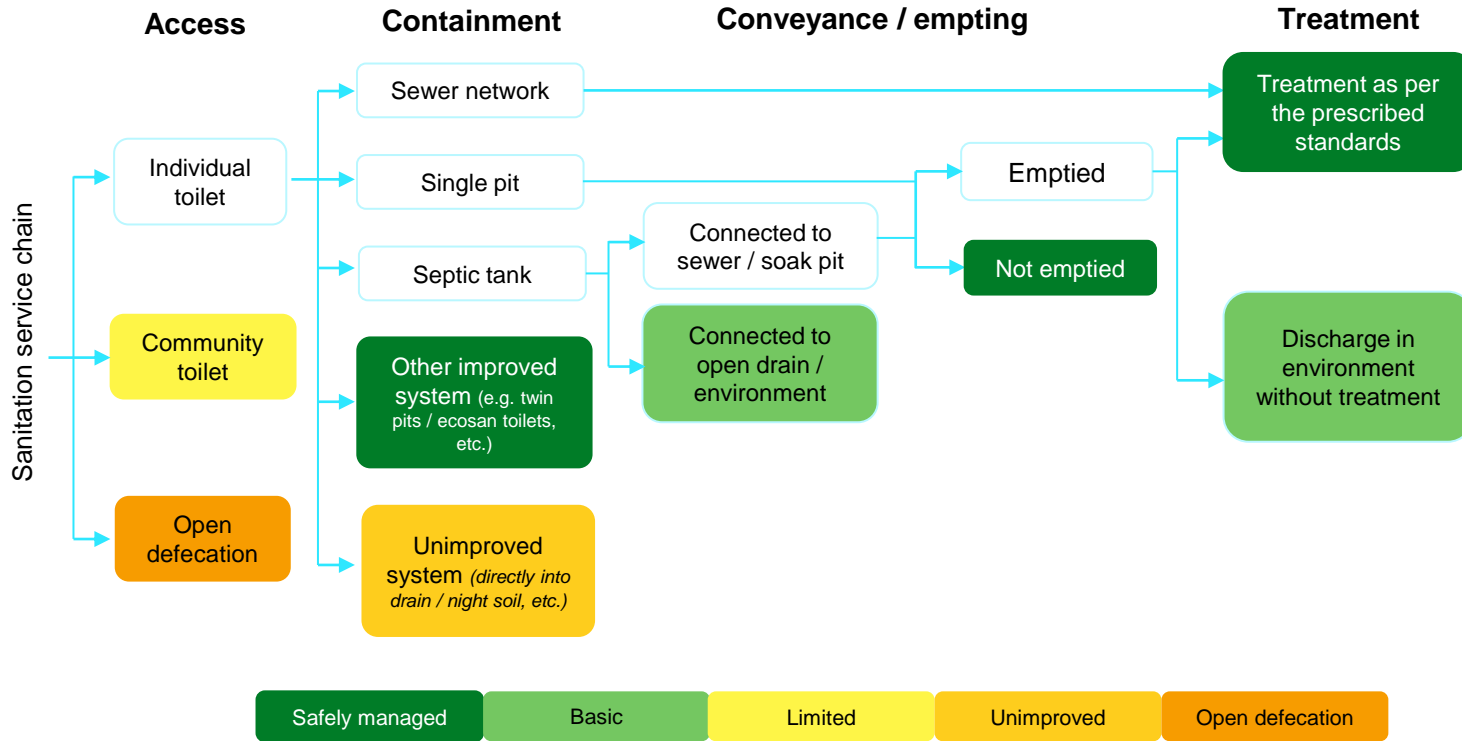 Access
Containment
Conveyance / empting
Treatment
Sanitation service chain
Individual
toilet
Community
toilet
Open
defecation
Sewer network
Single pit
Septic tank
Other improved
system (e.g. twin
pits / ecosan toilets,
etc.)
Unimproved
system (directly into
drain / night soil, etc.)
Connected to
sewer / soak pit
Connected to
open drain /
environment
Emptied
Not emptied
Treatment as per
the prescribed
standards
Discharge in
environment
without treatment
Safely managed
Basic
Limited
Unimproved
Open defecation